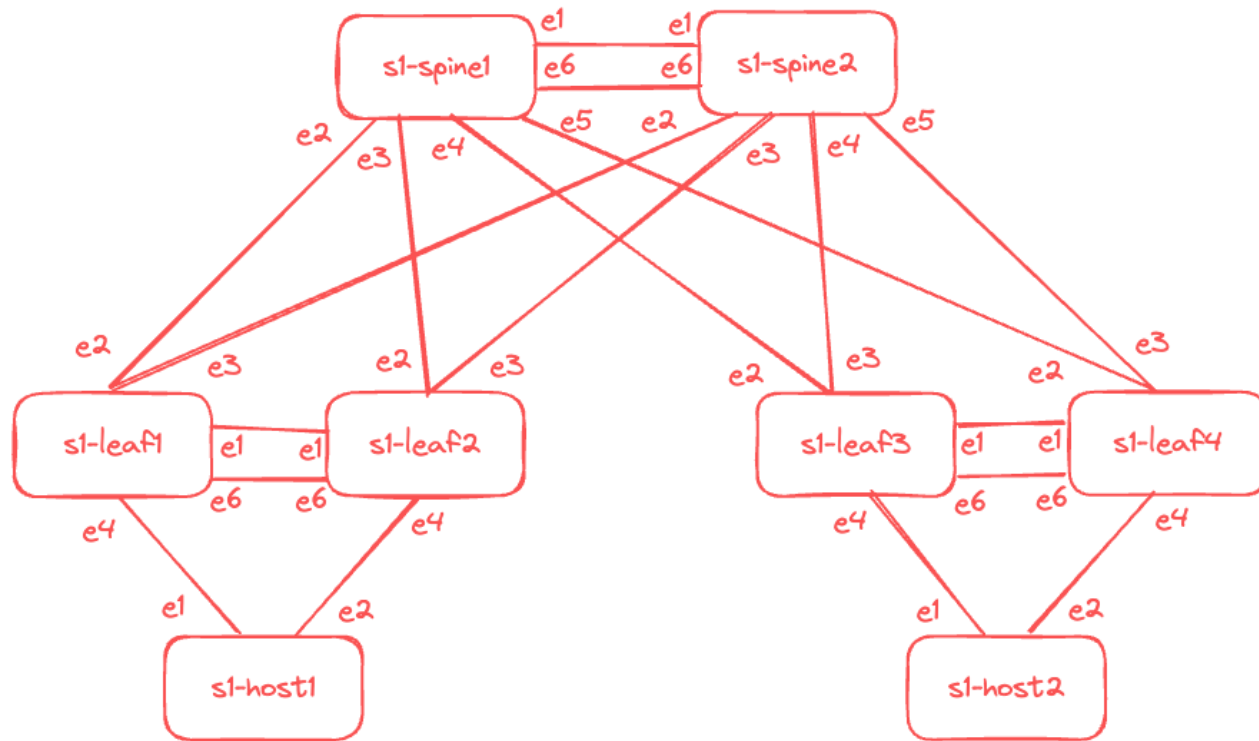 e1 e1
s1-spine1 s1-spine2
e6 e6
e2 e3 e4 e5 e2 e3 e4 e5
e2 e3 e2 e3 e2 e3 e2 e3
s1-leaf1 e1 e1 s1-leaf2 s1-leaf3 e1 e1 s1-leaf4
e6 e6 e6 e6
e4 e4 e4 e4
e1 e2 e1 e2
s1-host1 s1-host2